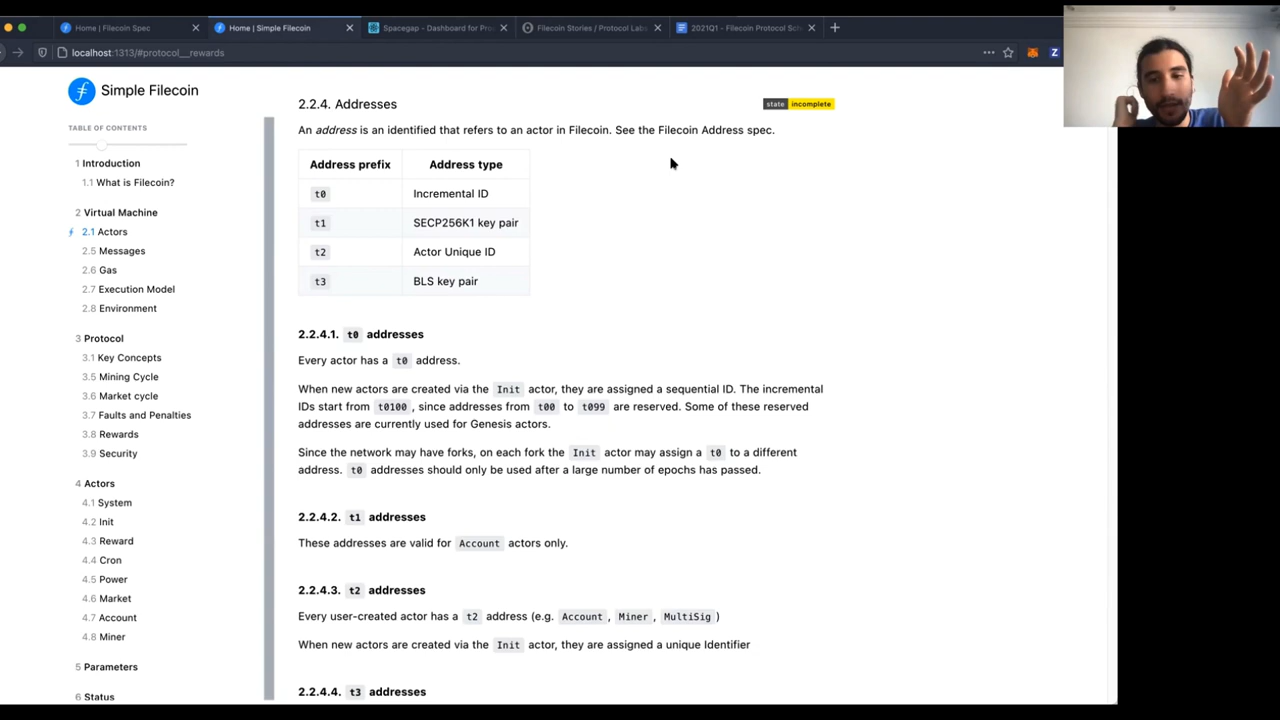 Home | Filecoin Spec
Home | Simple Filecoin
Spacegap - Dashboard for Pro
Filecoin Stories / Protocol Labs
2021Q1 - Filecoin Protocol Sch
localhost:1313/#protocol__rewards
Z
Simple Filecoin
TABLE OF CONTENTS
1 Introduction
1.1 What is Filecoin?
2 Virtual Machine
2.1 Actors
2.5 Messages
2.6 Gas
2.7 Execution Model
2.8 Environment
3 Protocol
3.1 Key Concepts
3.5 Mining Cycle
3.6 Market cycle
3.7 Faults and Penalties
3.8 Rewards
3.9 Security
4 Actors
4.1 System
4.2 Init
4.3 Reward
4.4 Cron
4.5 Power
4.6 Market
4.7 Account
4.8 Miner
5 Parameters
6 Status
2.2.4. Addresses
state incomplete
An address is an identified that refers to an actor in Filecoin. See the Filecoin Address spec.
Address prefix Address type
t0 Incremental ID
t1 SECP256K1 key pair
t2 Actor Unique ID
t3 BLS key pair
2.2.4.1. t0 addresses
Every actor has a t0 address.
When new actors are created via the Init actor, they are assigned a sequential ID. The incremental
IDs start from t0100 , since addresses from t00 to t099 are reserved. Some of these reserved
addresses are currently used for Genesis actors.
Since the network may have forks, on each fork the Init actor may assign a t0 to a different
address. t0 addresses should only be used after a large number of epochs has passed.
2.2.4.2. t1 addresses
These addresses are valid for Account actors only.
2.2.4.3. t2 addresses
Every user-created actor has a t2 address (e.g. Account , Miner , MultiSig )
When new actors are created via the Init actor, they are assigned a unique Identifier
2.2.4.4. t3 addresses